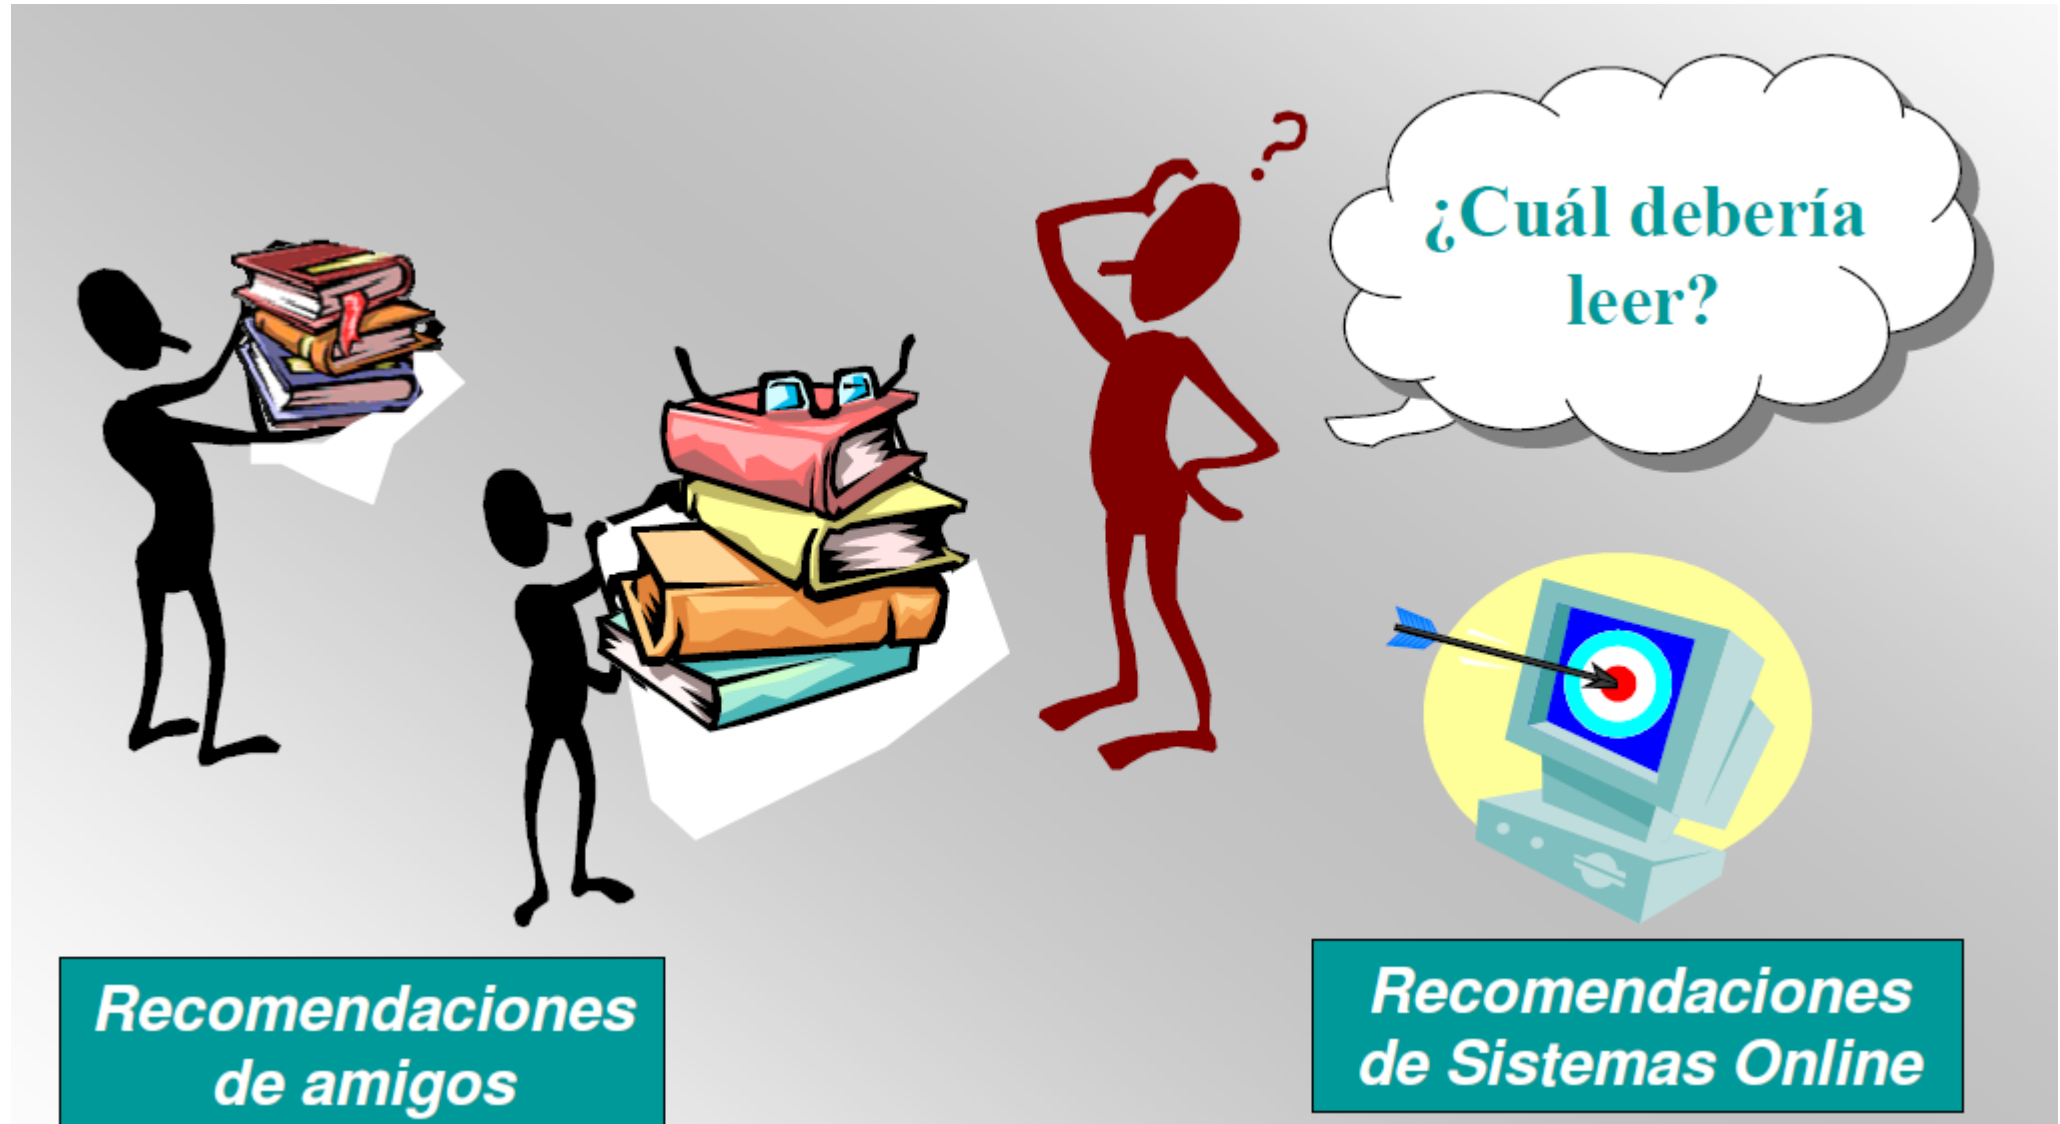 ¿Cuál debería
leer?
Recomendaciones
de amigos
Recomendaciones
de Sistemas Online